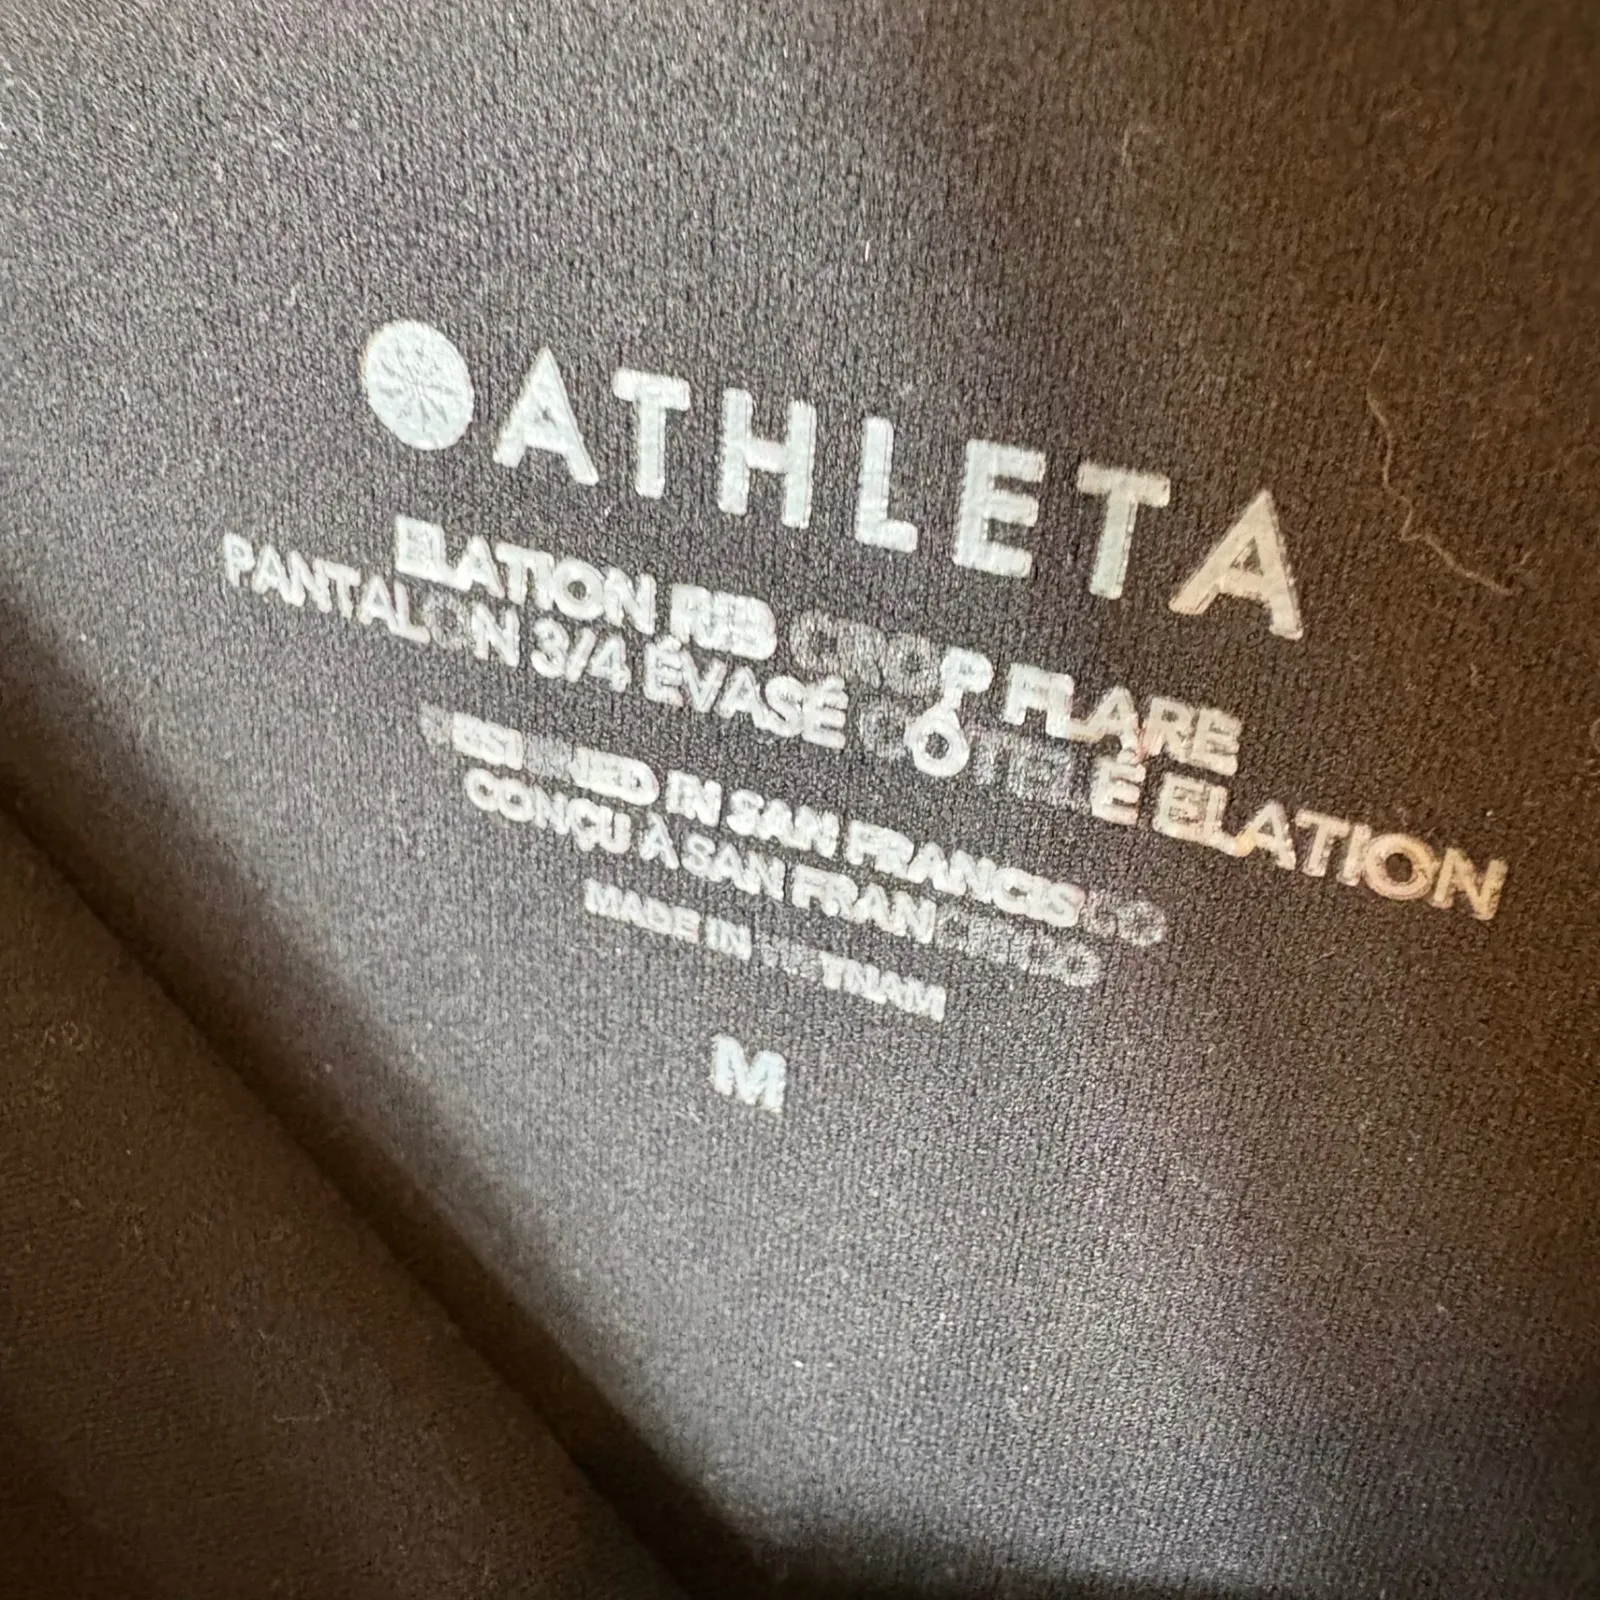 ATHLETA
ELATION RIB CROP FLARE
PANTALON 3/4 ÉVASÉ CÔTELÉ ELATION
DESIGNED IN SAN FRANCISCO
CONÇU À SAN FRANCISCO
MADE IN VIETNAM
M